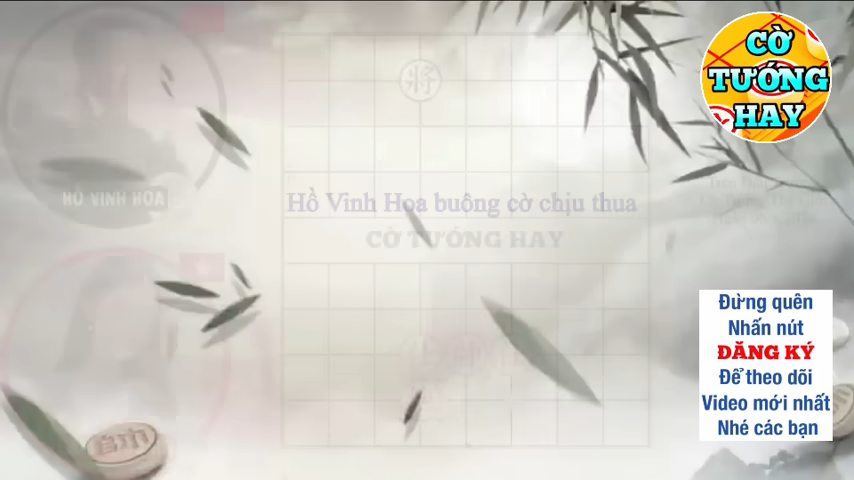 CỜ
TƯỚNG
HAY
將
HỒ VINH HOA
Hồ Vinh Hoa buộng cờ chịu thua
CỜ TƯỚNG HAY
Đừng quên
Nhấn nút
ĐĂNG KÝ
Để theo dõi
Video mới nhất
Nhé các bạn